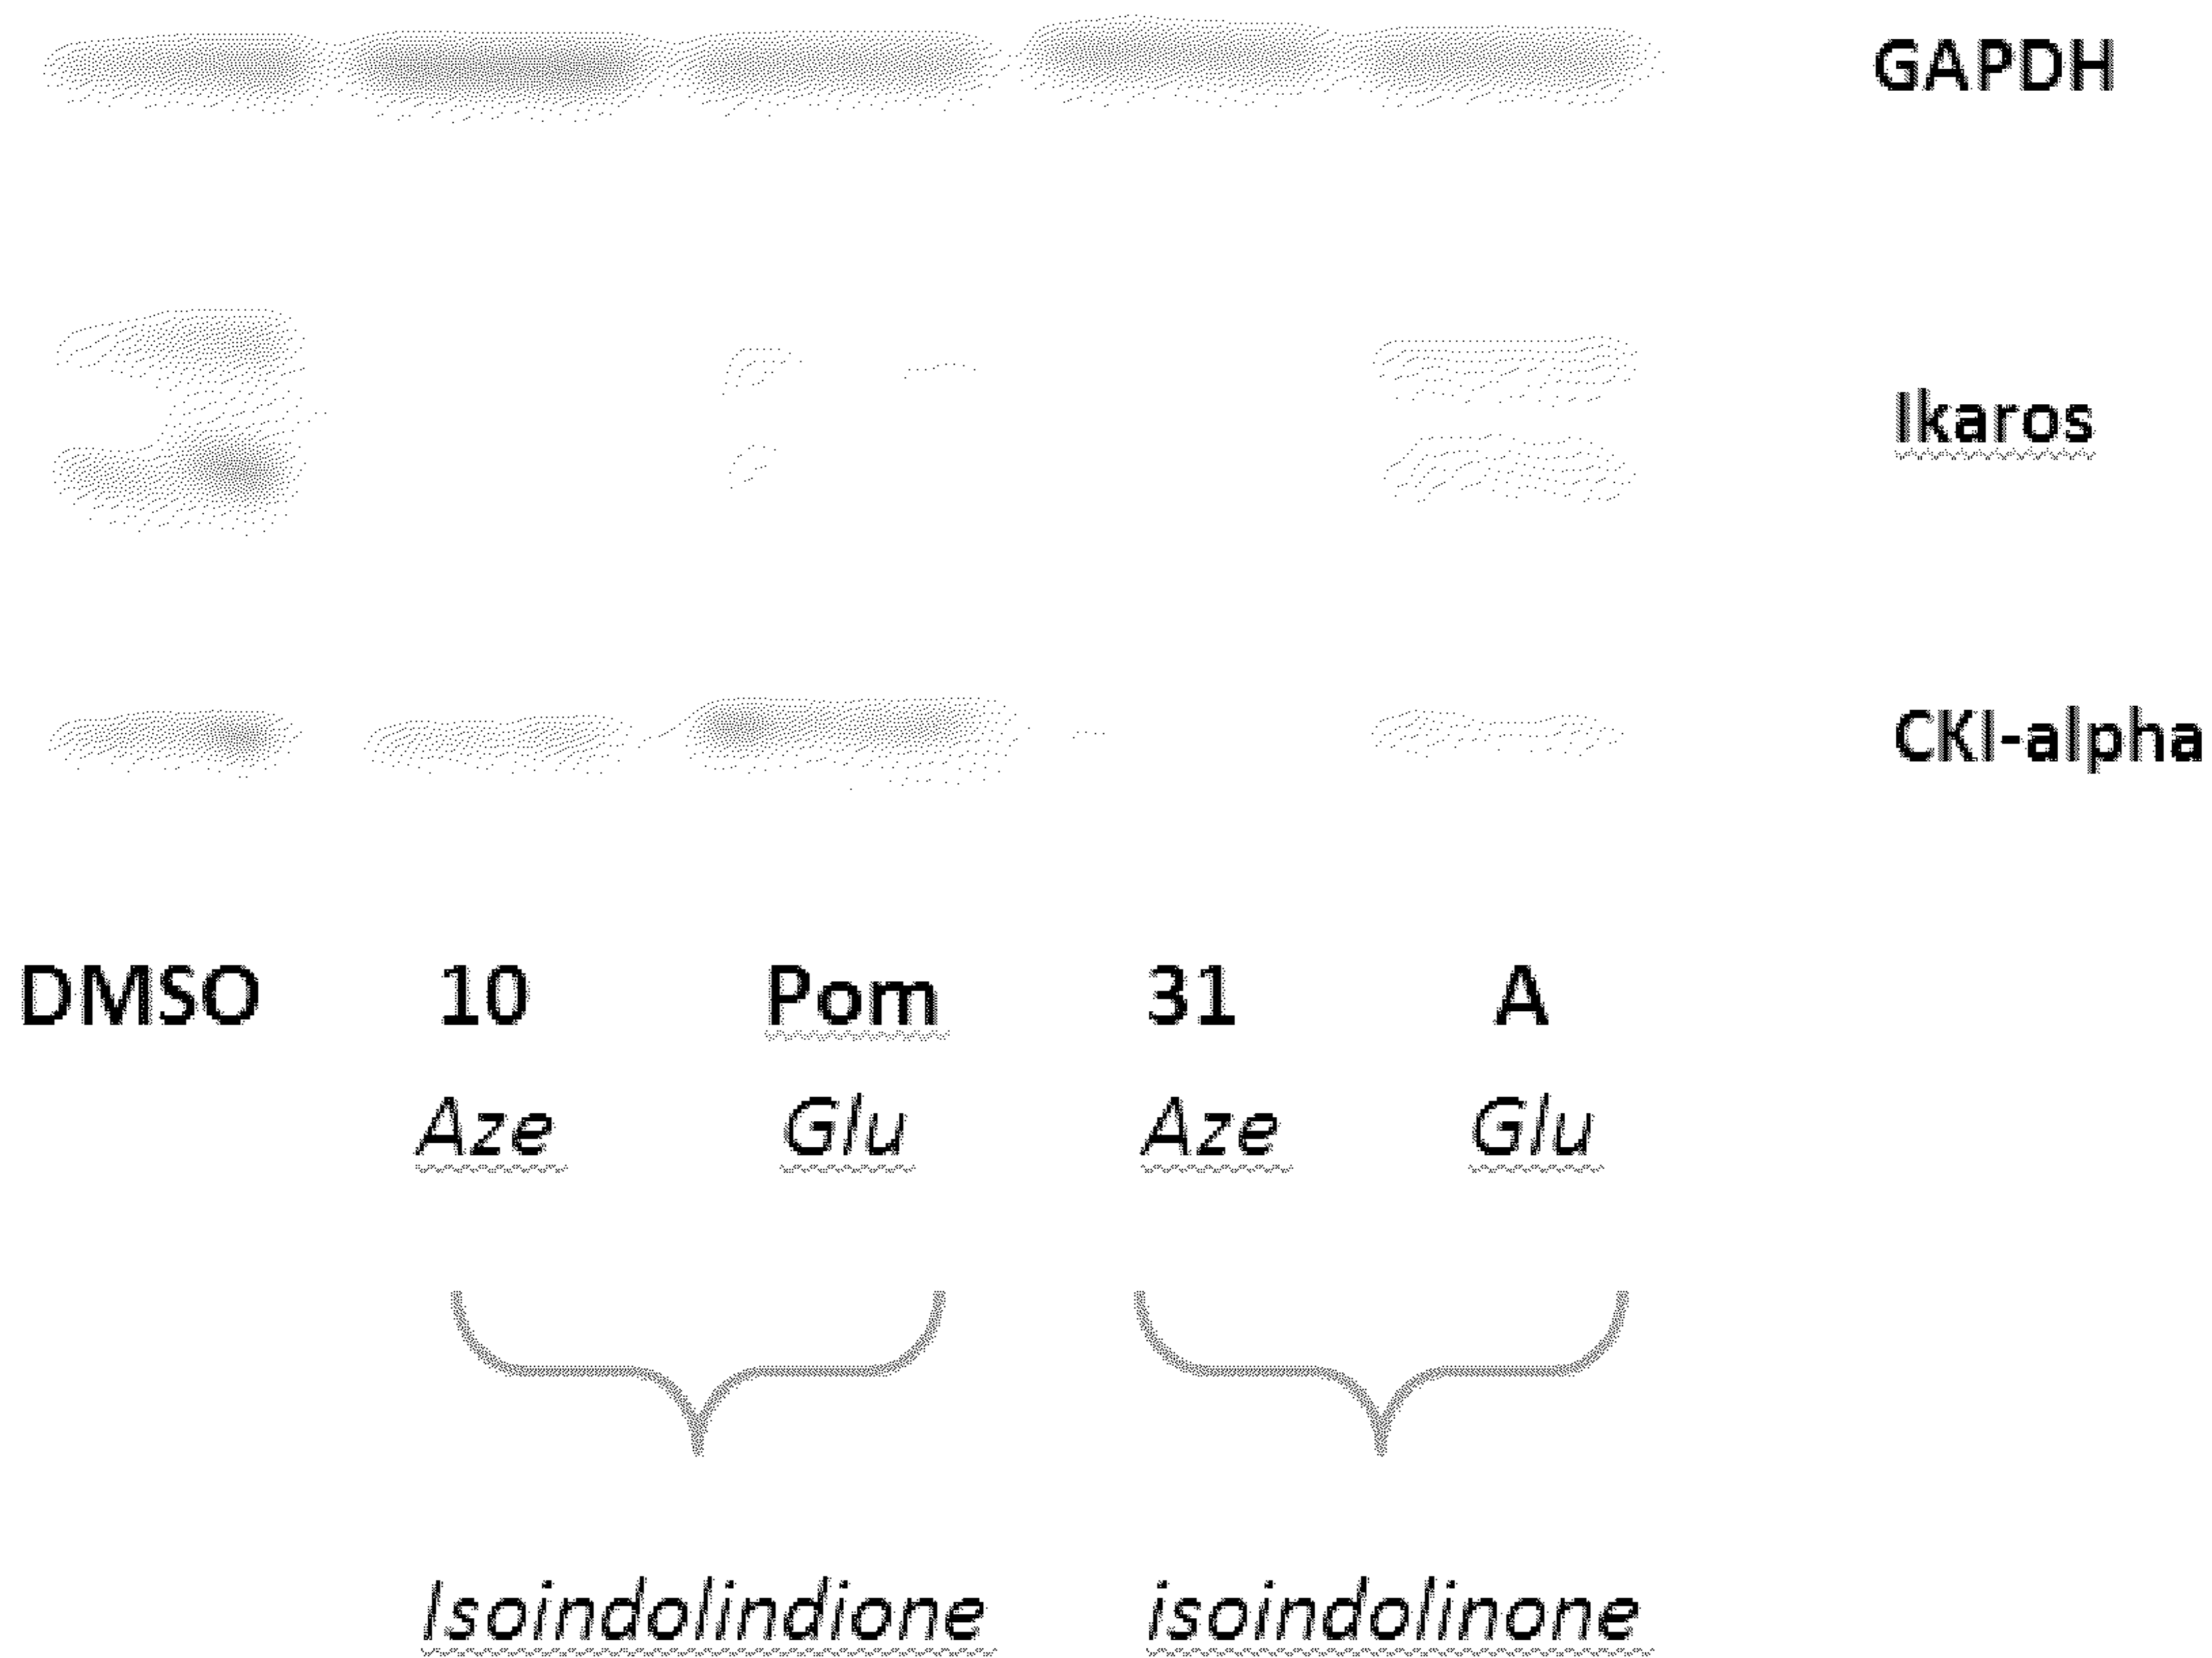 GAPDH
Ikaros
CKI-alpha
DMSO 10 Pom 31 A
Aze Glu Aze Glu
Isoindolindione isoindolinone